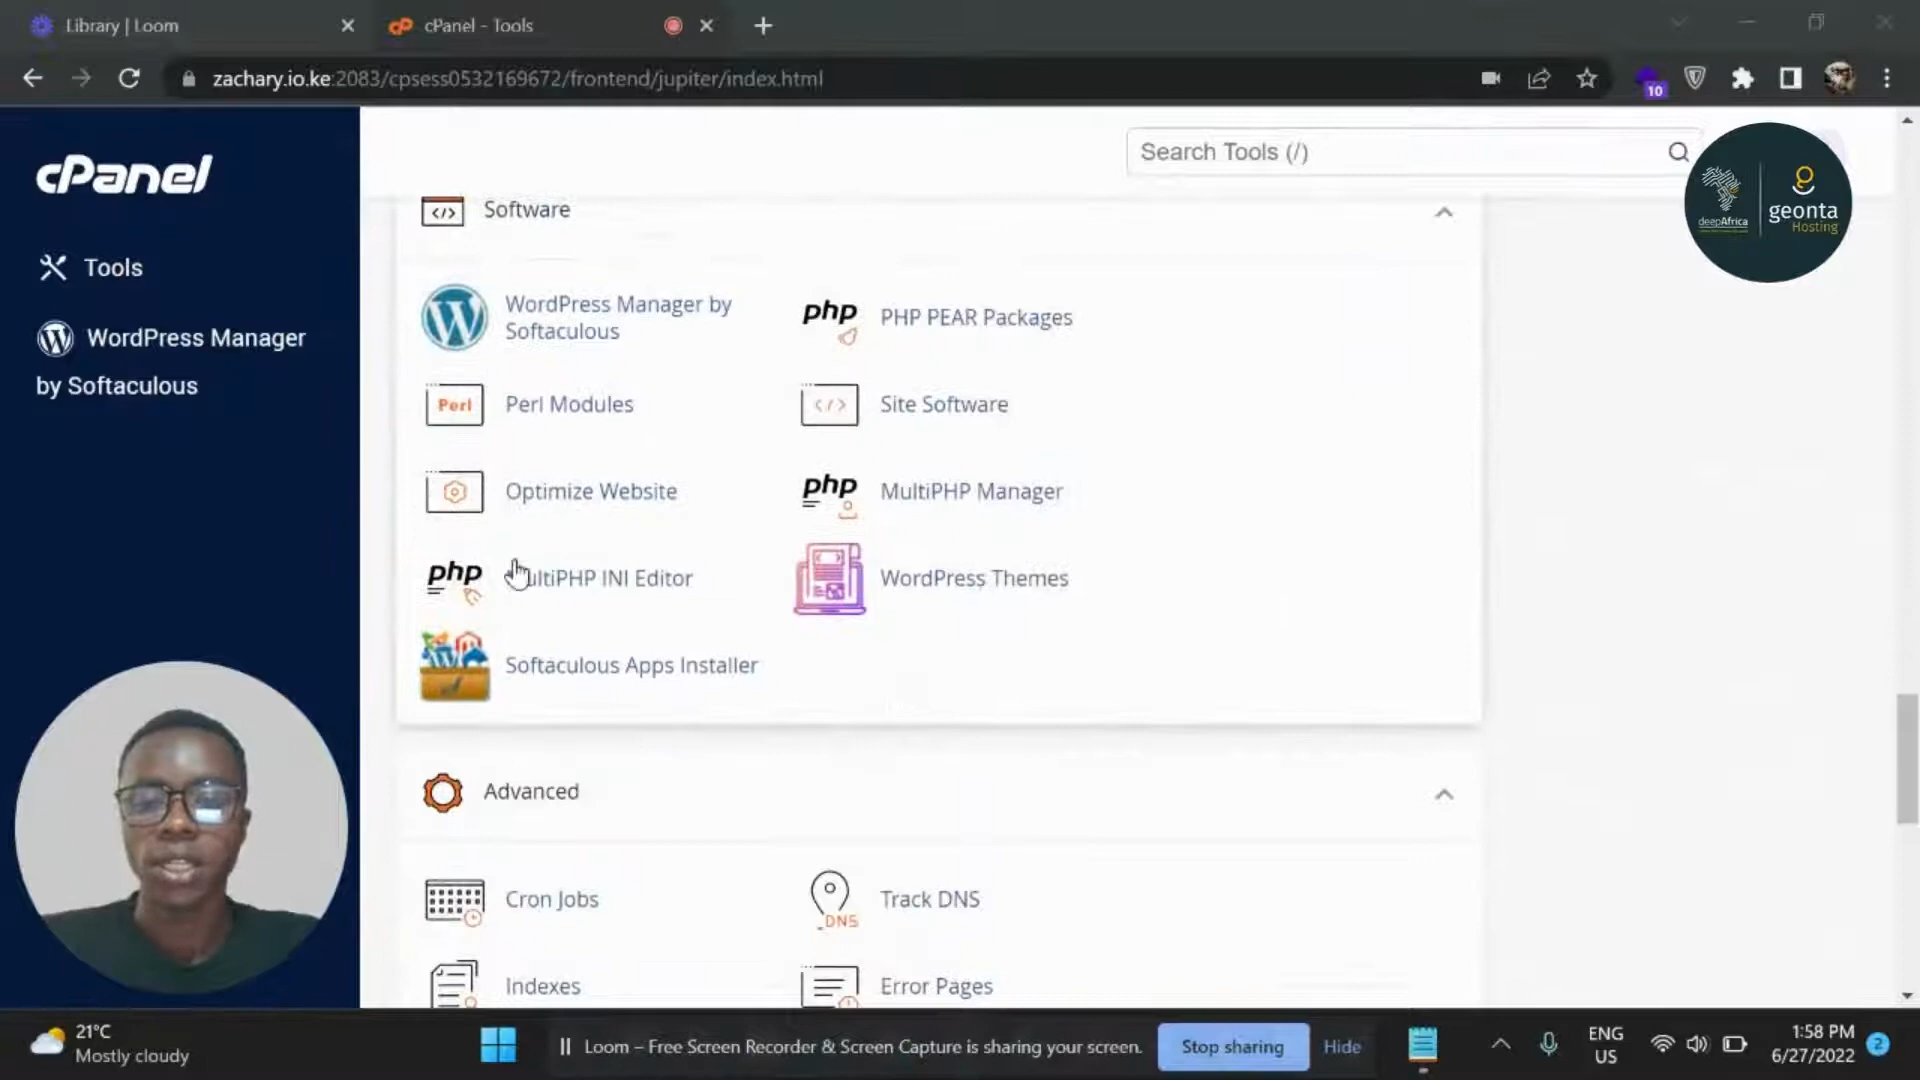 Library | Loom
cPanel - Tools
zachary.io.ke:2083/cpsess0532169672/frontend/jupiter/index.html
10
cPanel
Search Tools (/)
deepAfrica
geonta
Hosting
Tools
WordPress Manager
by Softaculous
Software
WordPress Manager by
Softaculous
php
PHP PEAR Packages
Perl
Perl Modules
Site Software
Optimize Website
php
MultiPHP Manager
php
ultiPHP INI Editor
WordPress Themes
Softaculous Apps Installer
Advanced
Cron Jobs
DNS
Track DNS
Indexes
Error Pages
21°C
Mostly cloudy
Loom – Free Screen Recorder & Screen Capture is sharing your screen.
Stop sharing
Hide
ENG
US
1:58 PM
6/27/2022
2